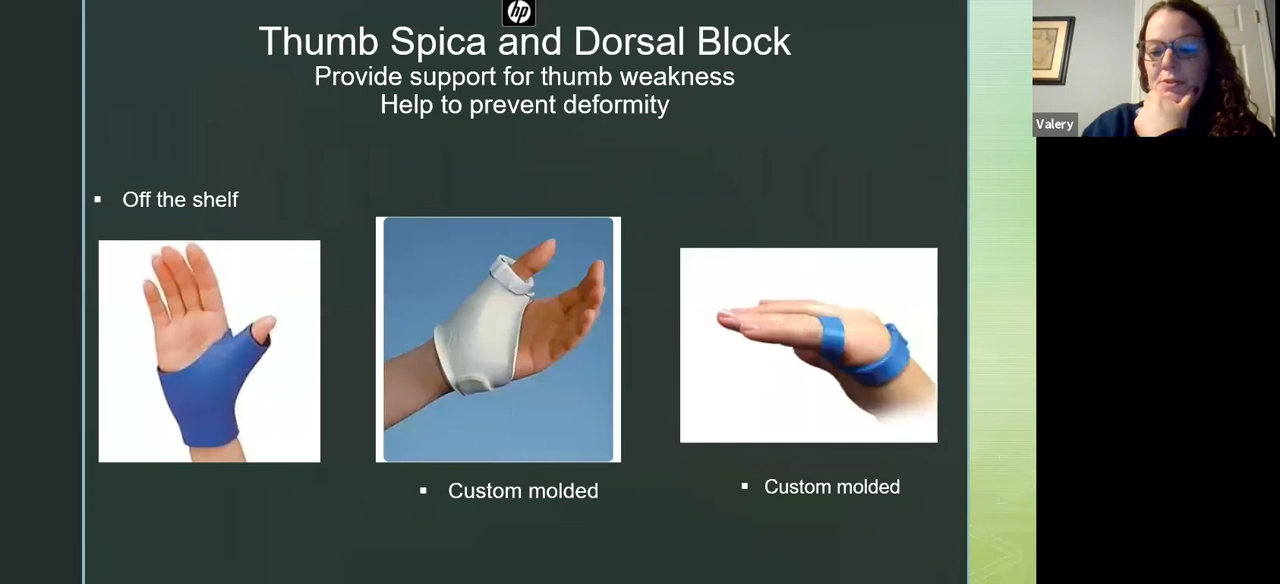 hp
Thumb Spica and Dorsal Block
Provide support for thumb weakness
Help to prevent deformity
Valery
▪ Off the shelf
▪ Custom molded
▪ Custom molded